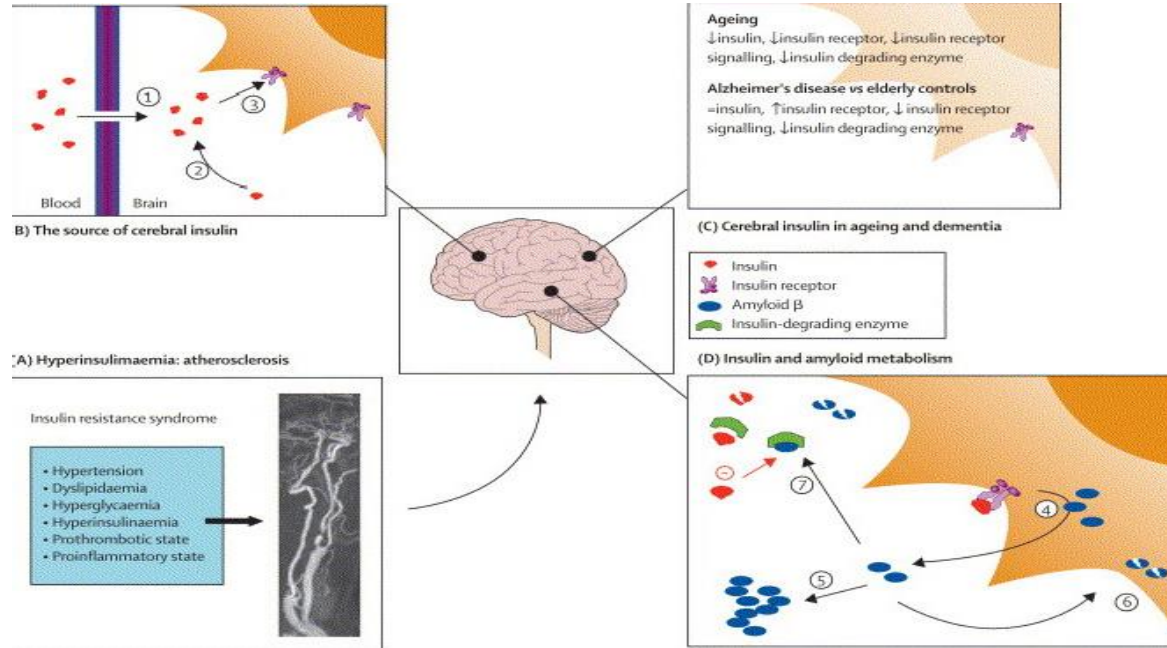 ①
③
②
Blood
Brain
B) The source of cerebral insulin
Ageing
↓insulin, ↓insulin receptor, ↓insulin receptor
signalling, ↓insulin degrading enzyme
Alzheimer's disease vs elderly controls
=insulin, ↑insulin receptor, ↓ insulin receptor
signalling, ↓insulin degrading enzyme
(C) Cerebral insulin in ageing and dementia
Insulin
Insulin receptor
Amyloid β
Insulin-degrading enzyme
(A) Hyperinsulimaemia: atherosclerosis
Insulin resistance syndrome
• Hypertension
• Dyslipidaemia
• Hyperglycaemia
• Hyperinsulinaemia
• Prothrombotic state
• Proinflammatory state
(D) Insulin and amyloid metabolism
−
⑦
④
⑤
⑥